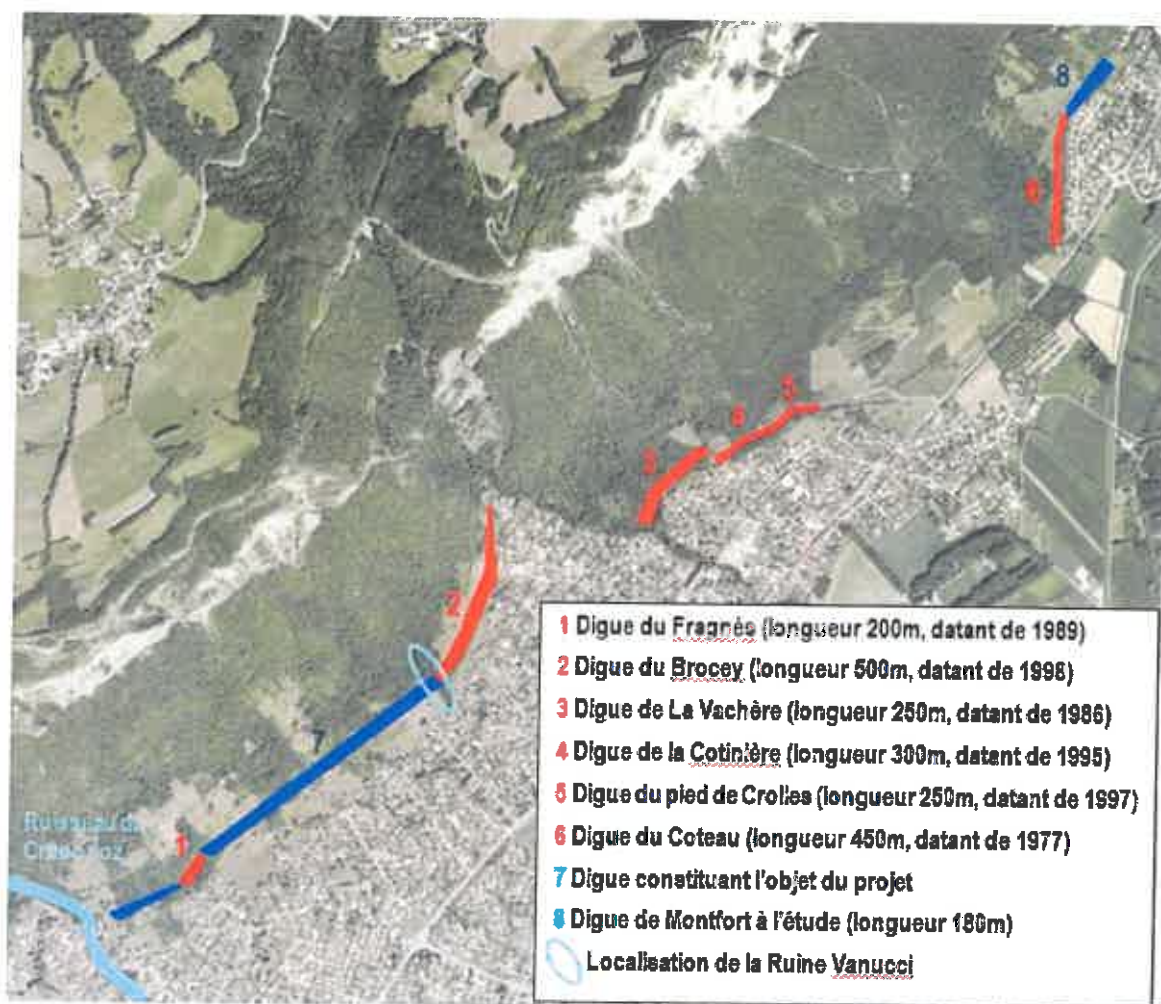 8
2
1
Ruisseau de
1 Digue du Fragnès (longueur 200m, datant de 1989)
2 Digue du Brocey (longueur 500m, datant de 1998)
3 Digue de La Vachère (longueur 250m, datant de 1986)
4 Digue de la Cotinière (longueur 300m, datant de 1995)
5 Digue du pied de Crolles (longueur 250m, datant de 1997)
6 Digue du Coteau (longueur 450m, datant de 1977)
7 Digue constituant l'objet du projet
8 Digue de Montfort à l'étude (longueur 180m)
Localisation de la Ruine Vanucci